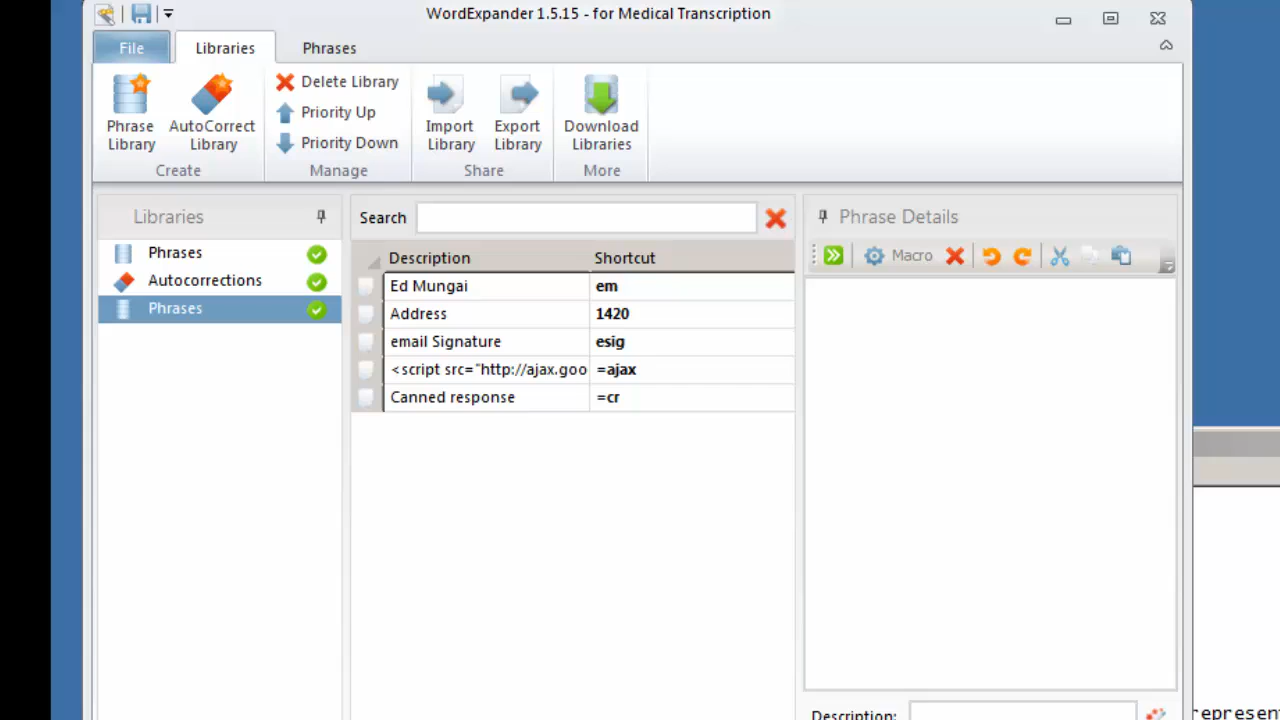 WordExpander 1.5.15 - for Medical Transcription
File Libraries Phrases
Phrase Library
AutoCorrect Library
Create
Delete Library
Priority Up
Priority Down
Manage
Import Library
Export Library
Share
Download Libraries
More
Libraries
Phrases
Autocorrections
Phrases
Search
Description Shortcut
Ed Mungai em
Address 1420
email Signature esig
<script src="http://ajax.goo =ajax
Canned response =cr
Phrase Details
Macro
Description:
represent